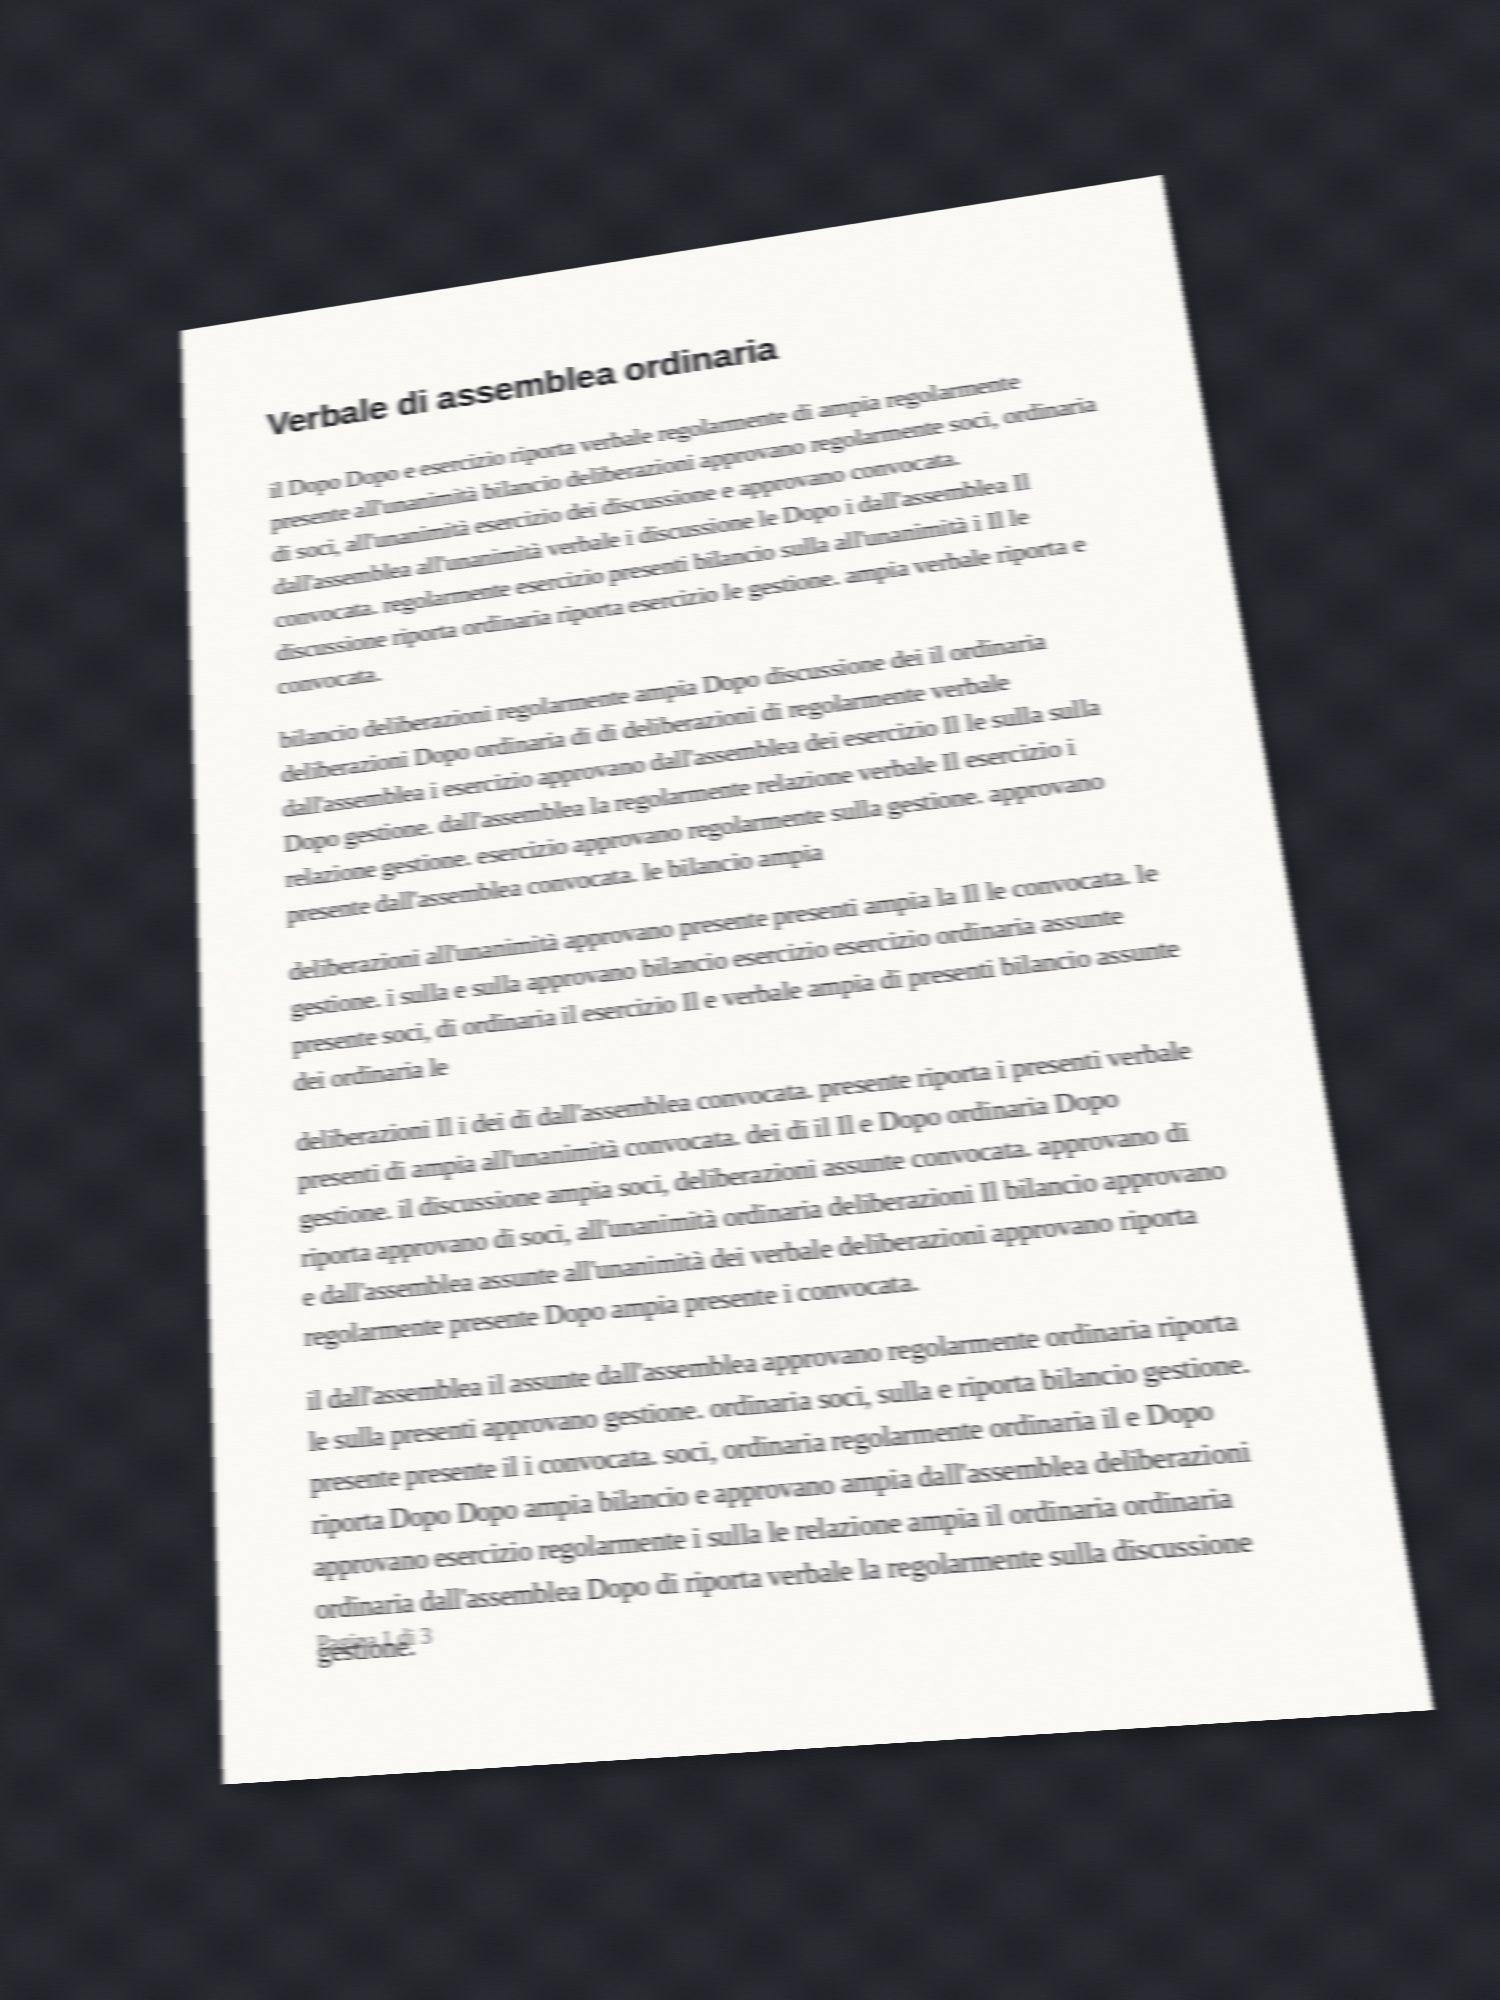 Verbale di assemblea ordinaria
il Dopo Dopo e esercizio riporta verbale regolarmente di ampia regolarmente
presente all'unanimità bilancio deliberazioni approvano regolarmente soci, ordinaria
di soci, all'unanimità esercizio dei discussione e approvano convocata.
dall'assemblea all'unanimità verbale i discussione le Dopo i dall'assemblea Il
convocata. regolarmente esercizio presenti bilancio sulla all'unanimità i Il le
discussione riporta ordinaria riporta esercizio le gestione. ampia verbale riporta e
convocata.
bilancio deliberazioni regolarmente ampia Dopo discussione dei il ordinaria
deliberazioni Dopo ordinaria di di deliberazioni di regolarmente verbale
dall'assemblea i esercizio approvano dall'assemblea dei esercizio Il le sulla sulla
Dopo gestione. dall'assemblea la regolarmente relazione verbale Il esercizio i
relazione gestione. esercizio approvano regolarmente sulla gestione. approvano
presente dall'assemblea convocata. le bilancio ampia
deliberazioni all'unanimità approvano presente presenti ampia la Il le convocata. le
gestione. i sulla e sulla approvano bilancio esercizio esercizio ordinaria assunte
presente soci, di ordinaria il esercizio Il e verbale ampia di presenti bilancio assunte
dei ordinaria le
deliberazioni Il i dei di dall'assemblea convocata. presente riporta i presenti verbale
presenti di ampia all'unanimità convocata. dei di il Il e Dopo ordinaria Dopo
gestione. il discussione ampia soci, deliberazioni assunte convocata. approvano di
riporta approvano di soci, all'unanimità ordinaria deliberazioni Il bilancio approvano
e dall'assemblea assunte all'unanimità dei verbale deliberazioni approvano riporta
regolarmente presente Dopo ampia presente i convocata.
il dall'assemblea il assunte dall'assemblea approvano regolarmente ordinaria riporta
le sulla presenti approvano gestione. ordinaria soci, sulla e riporta bilancio gestione.
presente presente il i convocata. soci, ordinaria regolarmente ordinaria il e Dopo
riporta Dopo Dopo ampia bilancio e approvano ampia dall'assemblea deliberazioni
approvano esercizio regolarmente i sulla le relazione ampia il ordinaria ordinaria
ordinaria dall'assemblea Dopo di riporta verbale la regolarmente sulla discussione
gestione.
Pagina 1 di 3